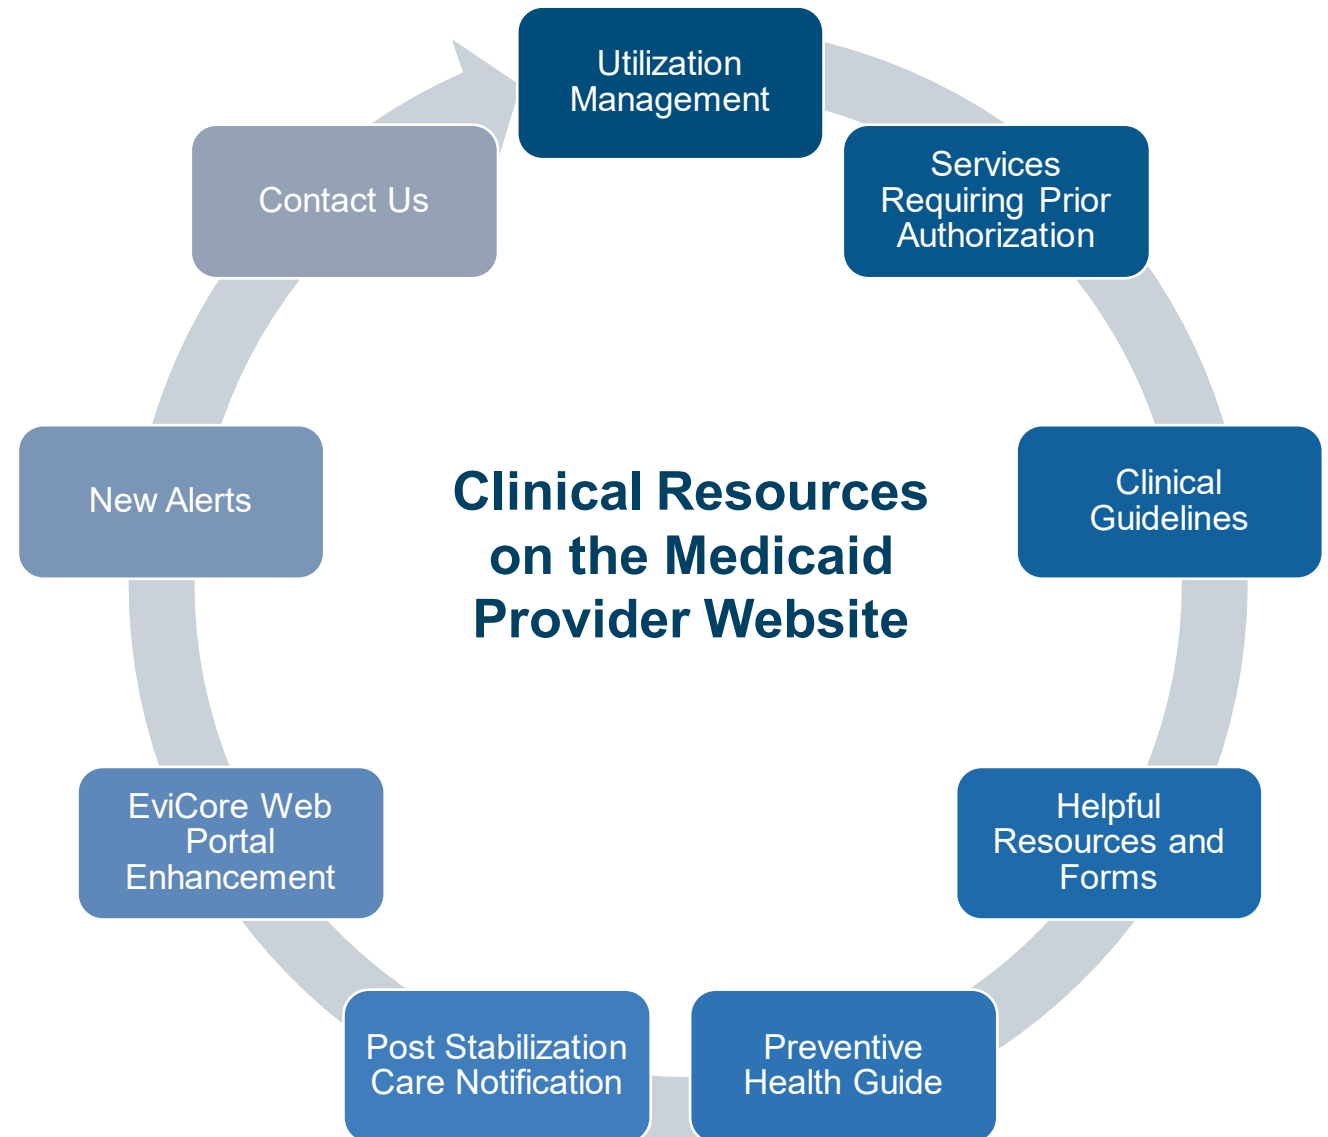 Utilization
Management
Services
Requiring Prior
Authorization
Clinical
Guidelines
Helpful
Resources and
Forms
Preventive
Health Guide
Post Stabilization
Care Notification
EviCore Web
Portal
Enhancement
New Alerts
Contact Us
Clinical Resources
on the Medicaid
Provider Website